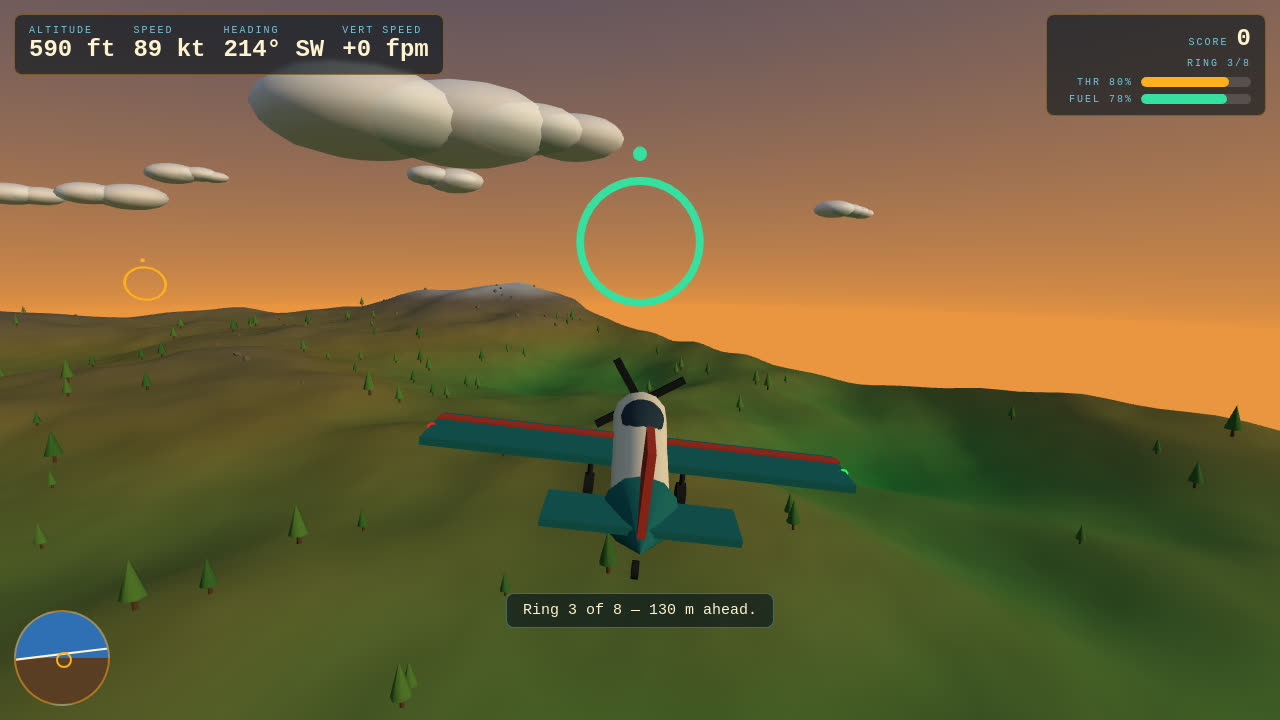 ALTITUDE SPEED HEADING VERT SPEED
590 ft 89 kt 214° SW +0 fpm
SCORE 0
RING 3/8
THR 80%
FUEL 78%
Ring 3 of 8 — 130 m ahead.